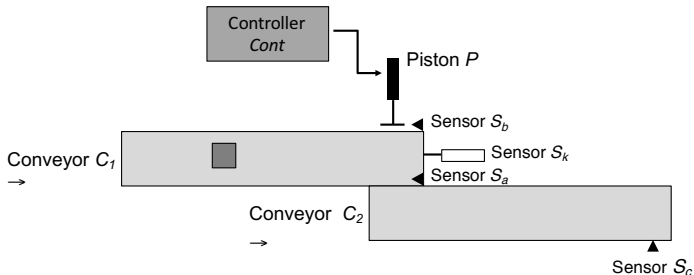 Controller
Cont
Piston P
Sensor Sb
Conveyor C1
Sensor Sk
Sensor Sa
Conveyor C2
Sensor Sc